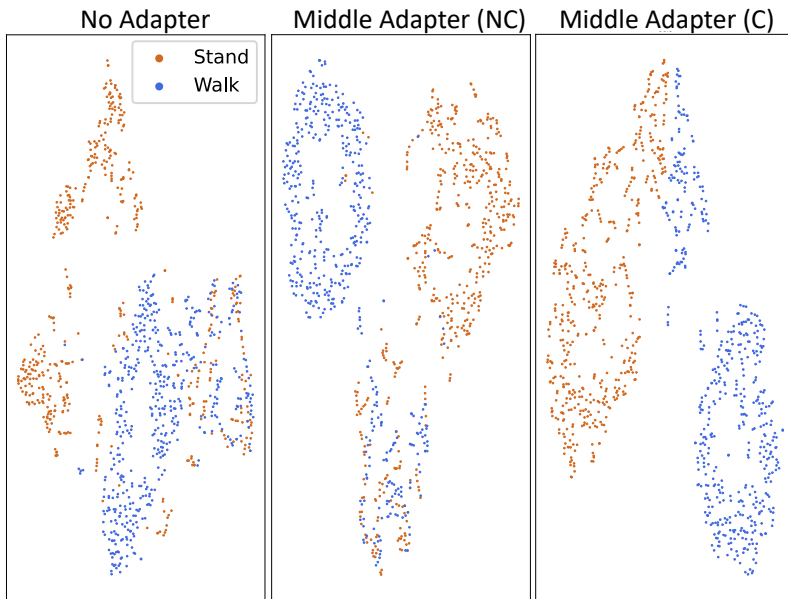 No Adapter
Middle Adapter (NC)
Middle Adapter (C)
Stand
Walk